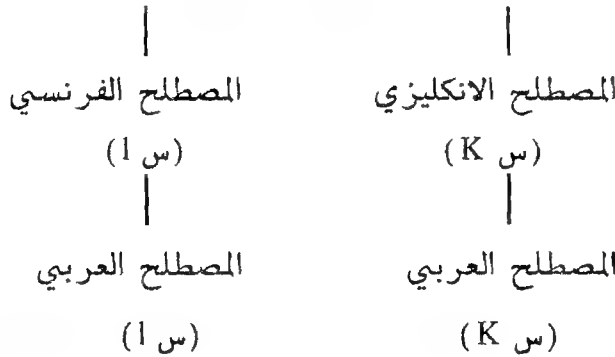 المصطلح الانكليزي المصطلح الفرنسي
(س K) (س l)
المصطلح العربي المصطلح العربي
(س K) (س l)